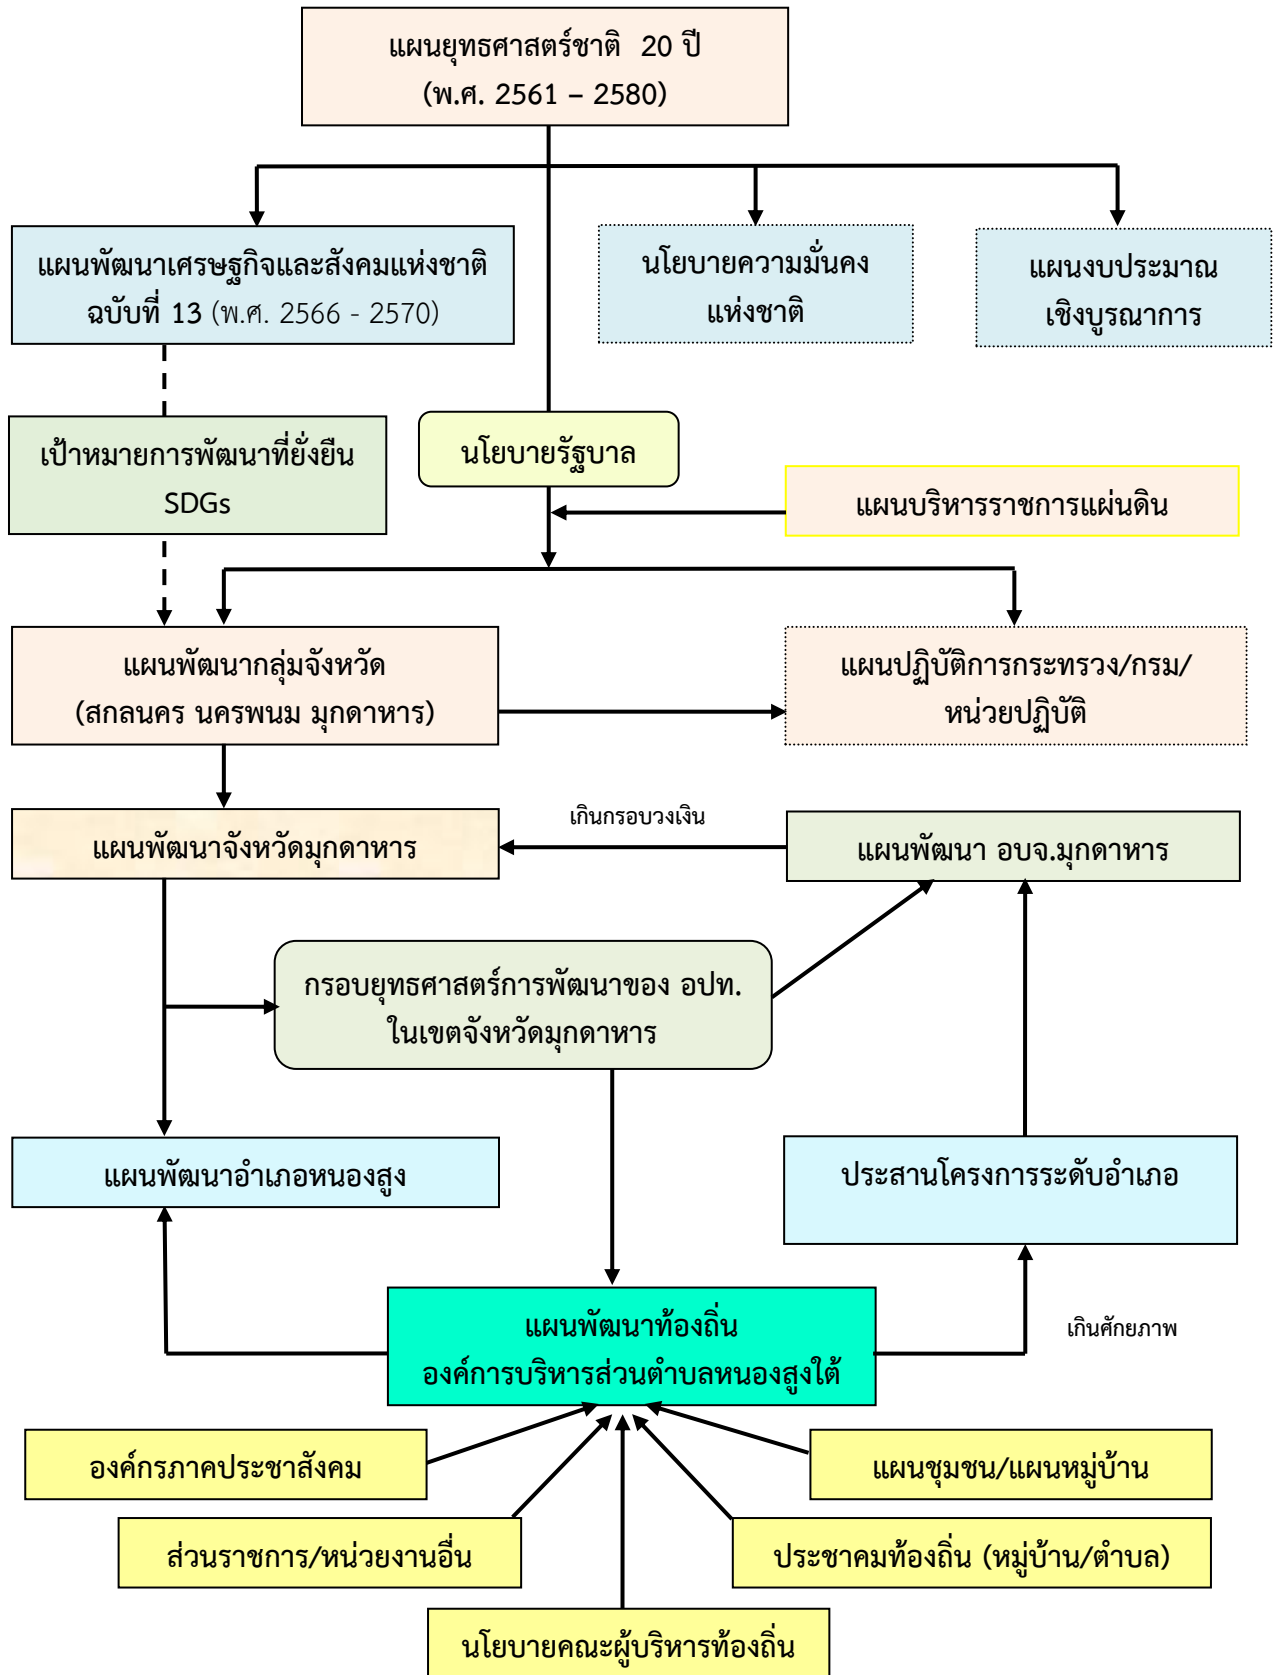 แผนยุทธศาสตร์ชาติ 20 ปี
(พ.ศ. 2561 – 2580)
แผนพัฒนาเศรษฐกิจและสังคมแห่งชาติ
ฉบับที่ 13 (พ.ศ. 2566 - 2570)
นโยบายความมั่นคง
แห่งชาติ
แผนงบประมาณ
เชิงบูรณาการ
เป้าหมายการพัฒนาที่ยั่งยืน
SDGs
นโยบายรัฐบาล
แผนบริหารราชการแผ่นดิน
แผนพัฒนากลุ่มจังหวัด
(สกลนคร นครพนม มุกดาหาร)
แผนปฏิบัติการกระทรวง/กรม/
หน่วยปฏิบัติ
แผนพัฒนาจังหวัดมุกดาหาร
เกินกรอบวงเงิน
แผนพัฒนา อบจ.มุกดาหาร
กรอบยุทธศาสตร์การพัฒนาของ อปท.
ในเขตจังหวัดมุกดาหาร
แผนพัฒนาอำเภอหนองสูง
ประสานโครงการระดับอำเภอ
แผนพัฒนาท้องถิ่น
องค์การบริหารส่วนตำบลหนองสูงใต้
เกินศักยภาพ
องค์กรภาคประชาสังคม
แผนชุมชน/แผนหมู่บ้าน
ส่วนราชการ/หน่วยงานอื่น
ประชาคมท้องถิ่น (หมู่บ้าน/ตำบล)
นโยบายคณะผู้บริหารท้องถิ่น